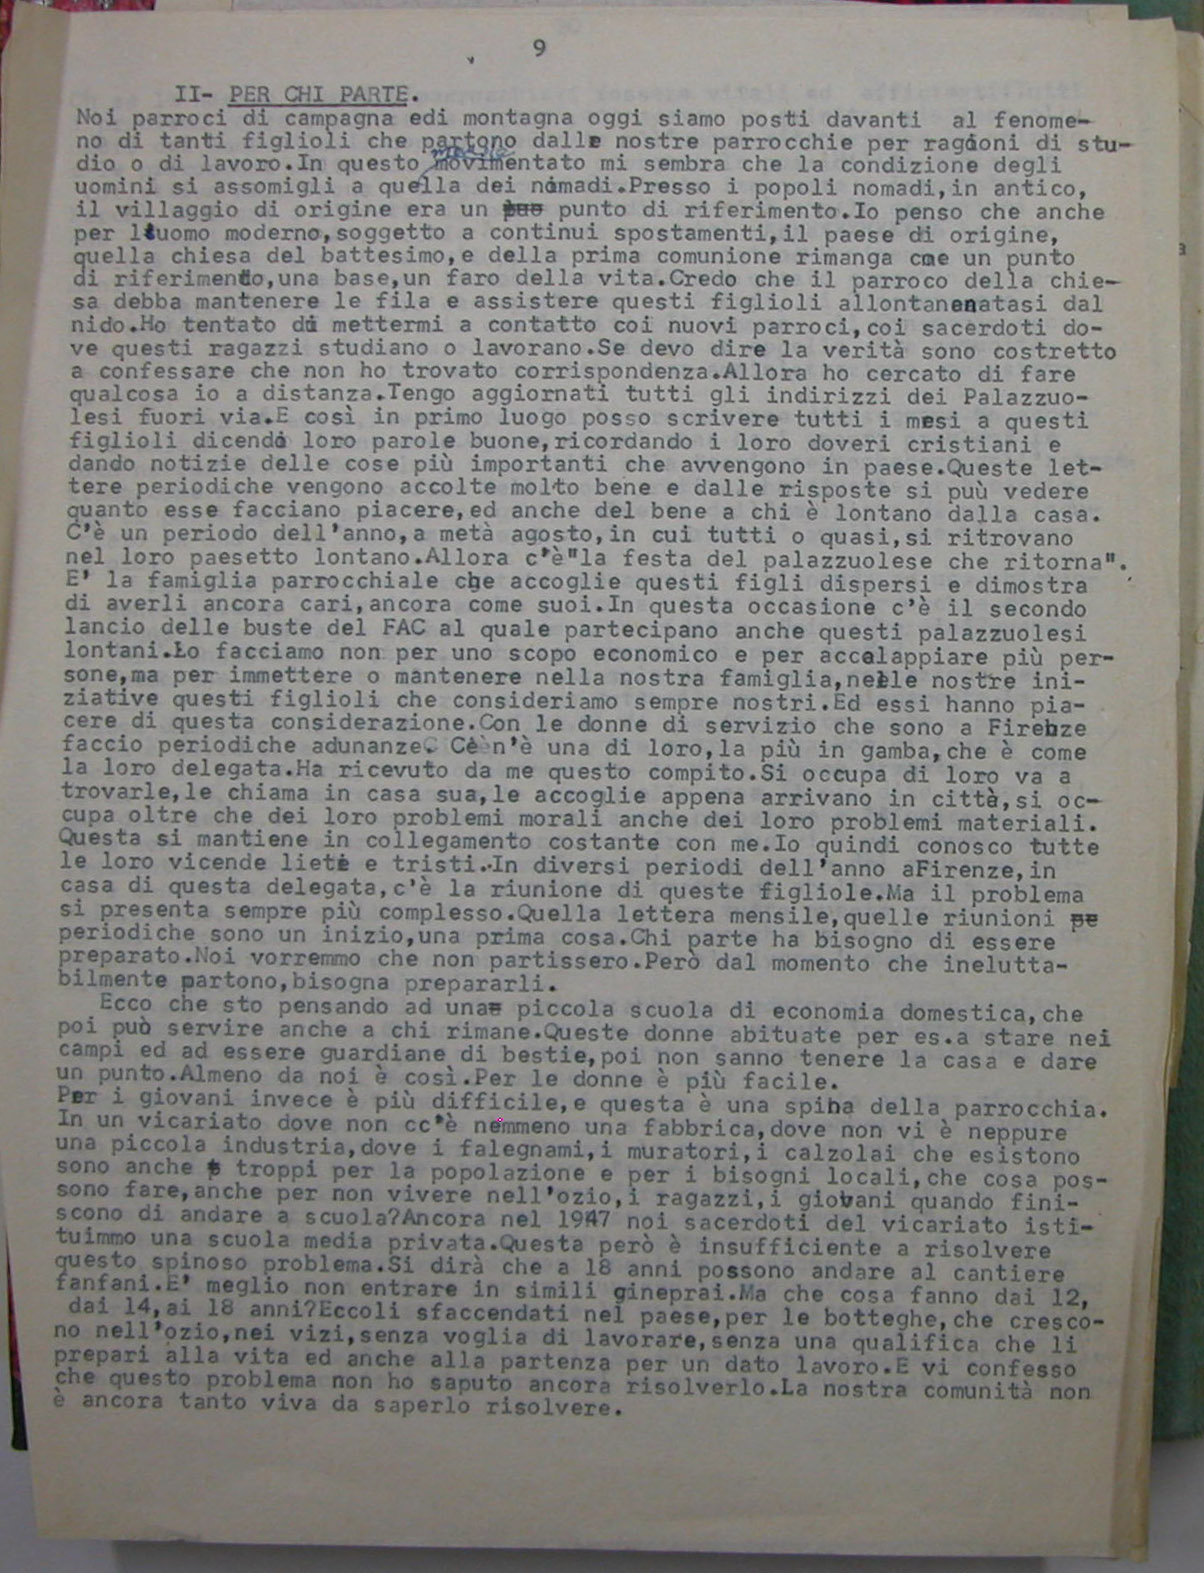 9
II- PER CHI PARTE.
Noi parroci di campagna edi montagna oggi siamo posti davanti al fenome-
no di tanti figlioli che partono dalle nostre parrocchie per ragioni di stu-
dio o di lavoro.In questo movimentato mi sembra che la condizione degli
uomini si assomigli a quella dei nomadi.Presso i popoli nomadi,in antico,
il villaggio di origine era un punto di riferimento.Io penso che anche
per l'uomo moderno,soggetto a continui spostamenti,il paese di origine,
quella chiesa del battesimo,e della prima comunione rimanga cme un punto
di riferimento,una base,un faro della vita.Credo che il parroco della chie-
sa debba mantenere le fila e assistere questi figlioli allontanenatasi dal
nido.Ho tentato di mettermi a contatto coi nuovi parroci,coi sacerdoti do-
ve questi ragazzi studiano o lavorano.Se devo dire la verità sono costretto
a confessare che non ho trovato corrispondenza.Allora ho cercato di fare
qualcosa io a distanza.Tengo aggiornati tutti gli indirizzi dei Palazzuo-
lesi fuori via.E così in primo luogo posso scrivere tutti i mesi a questi
figlioli dicendo loro parole buone,ricordando i loro doveri cristiani e
dando notizie delle cose più importanti che avvengono in paese.Queste let-
tere periodiche vengono accolte molto bene e dalle risposte si può vedere
quanto esse facciano piacere,ed anche del bene a chi è lontano dalla casa.
C'è un periodo dell'anno,a metà agosto,in cui tutti o quasi,si ritrovano
nel loro paesetto lontano.Allora c'è"la festa del palazzuolese che ritorna".
E' la famiglia parrocchiale che accoglie questi figli dispersi e dimostra
di averli ancora cari,ancora come suoi.In questa occasione c'è il secondo
lancio delle buste del FAC al quale partecipano anche questi palazzuolesi
lontani.Lo facciamo non per uno scopo economico e per accalappiare più per-
sone,ma per immettere o mantenere nella nostra famiglia,nelle nostre ini-
ziative questi figlioli che consideriamo sempre nostri.Ed essi hanno pia-
cere di questa considerazione.Con le donne di servizio che sono a Firenze
faccio periodiche adunanze. Cè n'è una di loro,la più in gamba,che è come
la loro delegata.Ha ricevuto da me questo compito.Si occupa di loro va a
trovarle,le chiama in casa sua,le accoglie appena arrivano in città,si oc-
cupa oltre che dei loro problemi morali anche dei loro problemi materiali.
Questa si mantiene in collegamento costante con me.Io quindi conosco tutte
le loro vicende liete e tristi..In diversi periodi dell'anno aFirenze,in
casa di questa delegata,c'è la riunione di queste figliole.Ma il problema
si presenta sempre più complesso.Quella lettera mensile,quelle riunioni pe
periodiche sono un inizio,una prima cosa.Chi parte ha bisogno di essere
preparato.Noi vorremmo che non partissero.Però dal momento che inelutta-
bilmente partono,bisogna prepararli.
Ecco che sto pensando ad una piccola scuola di economia domestica,che
poi può servire anche a chi rimane.Queste donne abituate per es.a stare nei
campi ed ad essere guardiane di bestie,poi non sanno tenere la casa e dare
un punto.Almeno da noi è così.Per le donne è più facile.
Per i giovani invece è più difficile,e questa è una spina della parrocchia.
In un vicariato dove non cc'è nemmeno una fabbrica,dove non vi è neppure
una piccola industria,dove i falegnami,i muratori,i calzolai che esistono
sono anche troppi per la popolazione e per i bisogni locali,che cosa pos-
sono fare,anche per non vivere nell'ozio,i ragazzi,i giovani quando fini-
scono di andare a scuola?Ancora nel 1947 noi sacerdoti del vicariato isti-
tuimmo una scuola media privata.Questa però è insufficiente a risolvere
questo spinoso problema.Si dirà che a 18 anni possono andare al cantiere
fanfani.E' meglio non entrare in simili gineprai.Ma che cosa fanno dai 12,
dai 14,ai 18 anni?Eccoli sfaccendati nel paese,per le botteghe,che cresco-
no nell'ozio,nei vizi,senza voglia di lavorare,senza una qualifica che li
prepari alla vita ed anche alla partenza per un dato lavoro.E vi confesso
che questo problema non ho saputo ancora risolverlo.La nostra comunità non
è ancora tanto viva da saperlo risolvere.